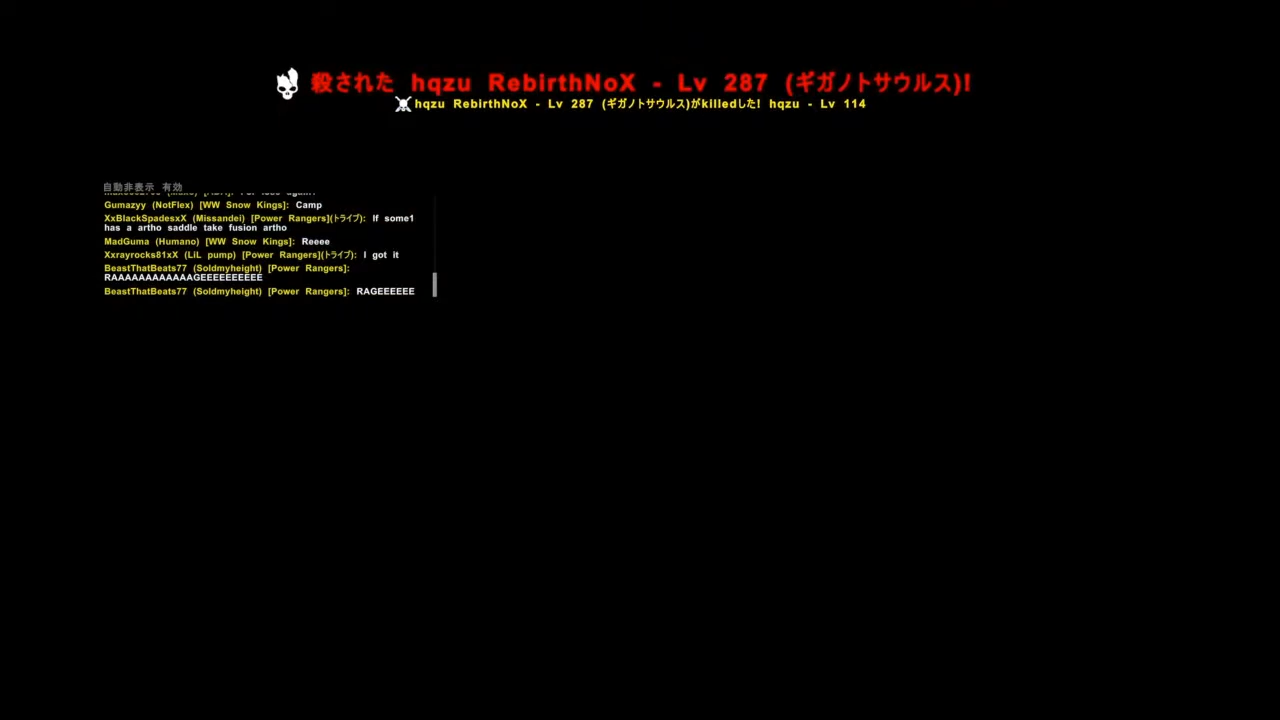 殺された hqzu RebirthNoX - Lv 287 (ギガノトサウルス)!
hqzu RebirthNoX - Lv 287 (ギガノトサウルス)がkilledした! hqzu - Lv 114
自動非表示 有効
Gumazyy (NotFlex) [WW Snow Kings]: Camp
XxBlackSpadesxX (Missandei) [Power Rangers](トライブ): If some1
has a artho saddle take fusion artho
MadGuma (Humano) [WW Snow Kings]: Reeee
Xxrayrocks81xX (LiL pump) [Power Rangers](トライブ): I got it
BeastThatBeats77 (Soldmyheight) [Power Rangers]:
RAAAAAAAAAAAAGEEEEEEEEEE
BeastThatBeats77 (Soldmyheight) [Power Rangers]: RAGEEEEEE